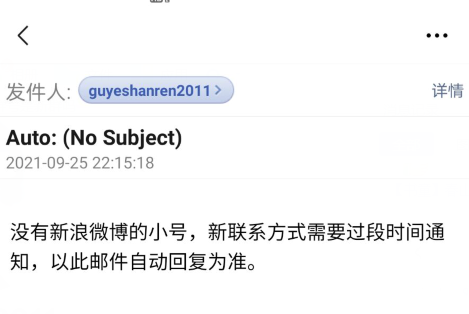 发件人: guyeshanren2011 详情
Auto: (No Subject)
2021-09-25 22:15:18
没有新浪微博的小号，新联系方式需要过段时间通
知，以此邮件自动回复为准。